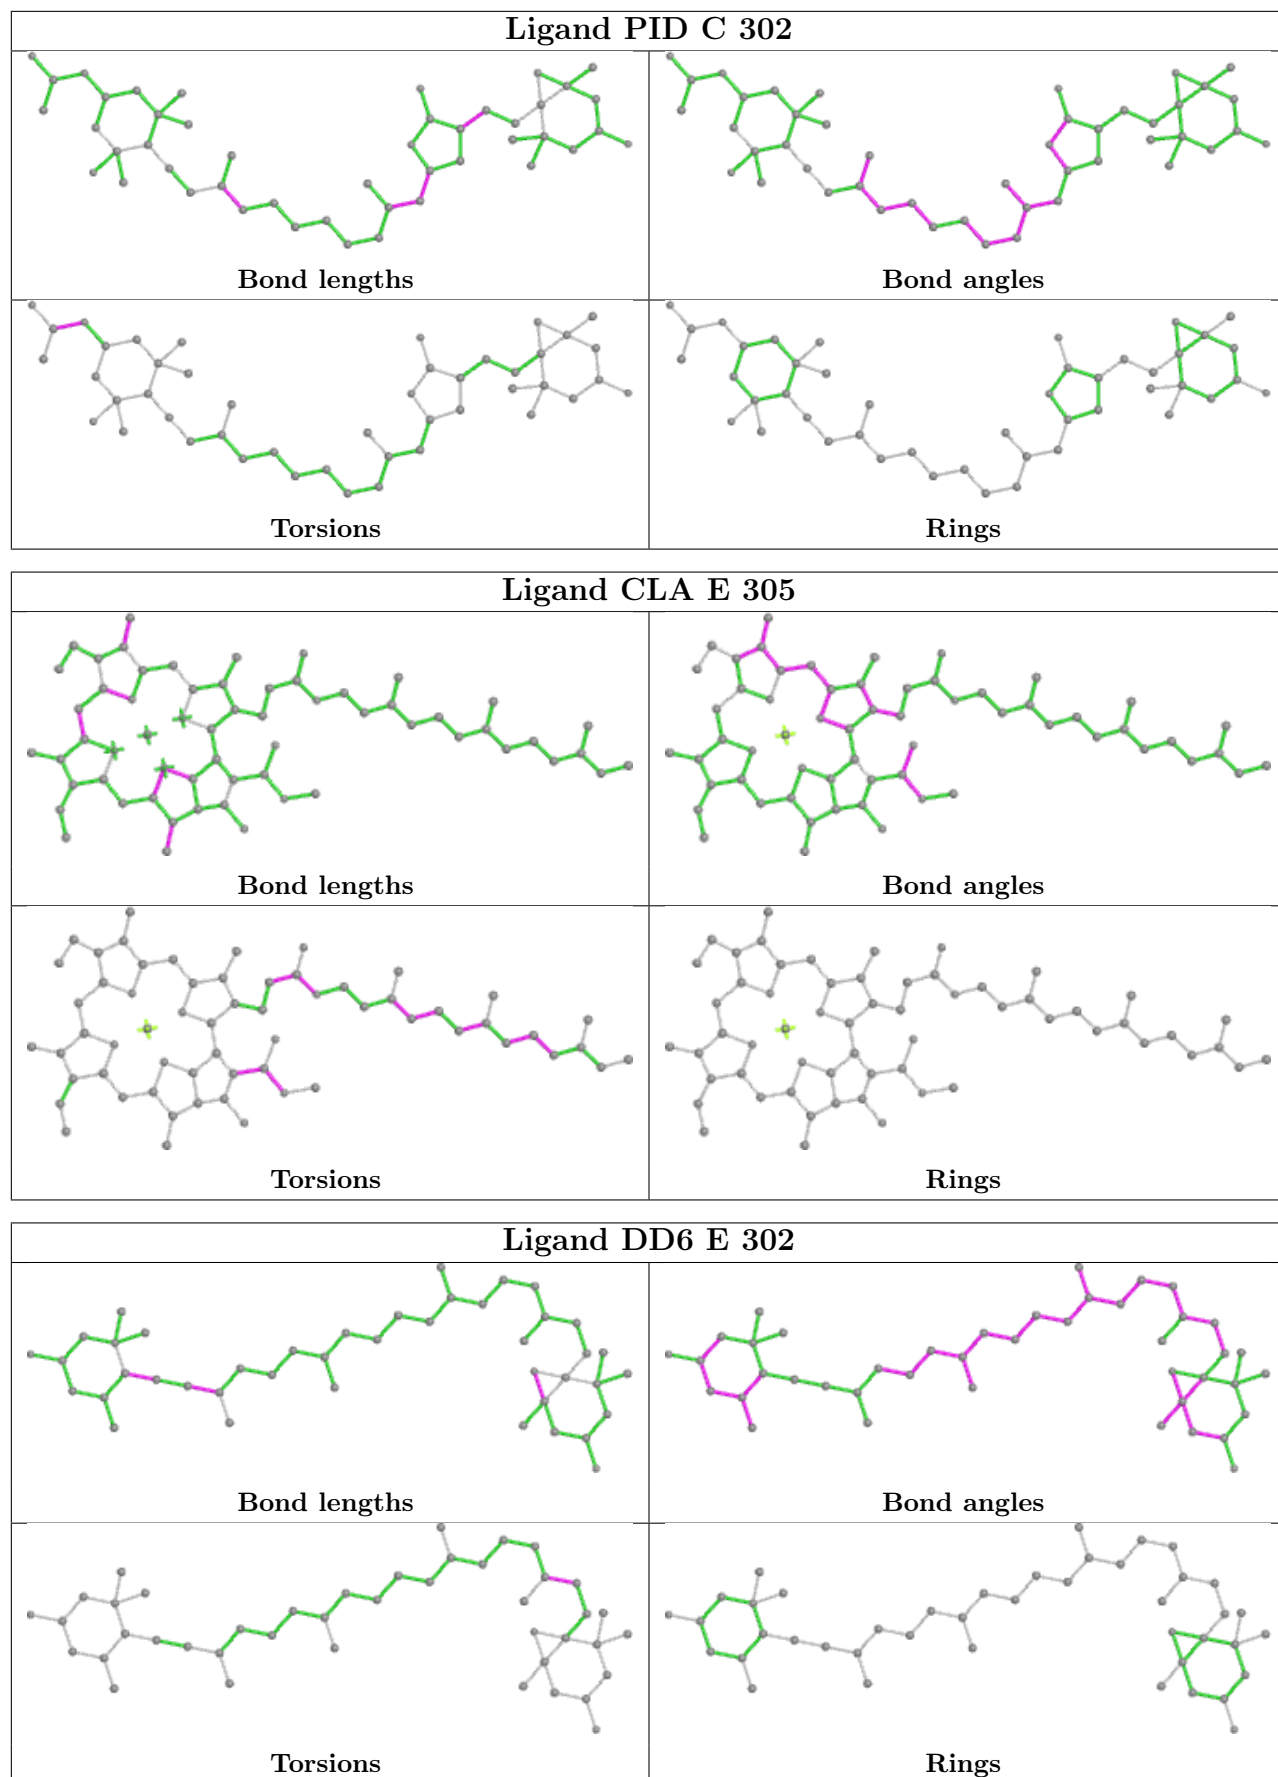 Ligand PID C 302
Bond lengths
Bond angles
Torsions
Rings
Ligand CLA E 305
Bond lengths
Bond angles
Torsions
Rings
Ligand DD6 E 302
Bond lengths
Bond angles
Torsions
Rings